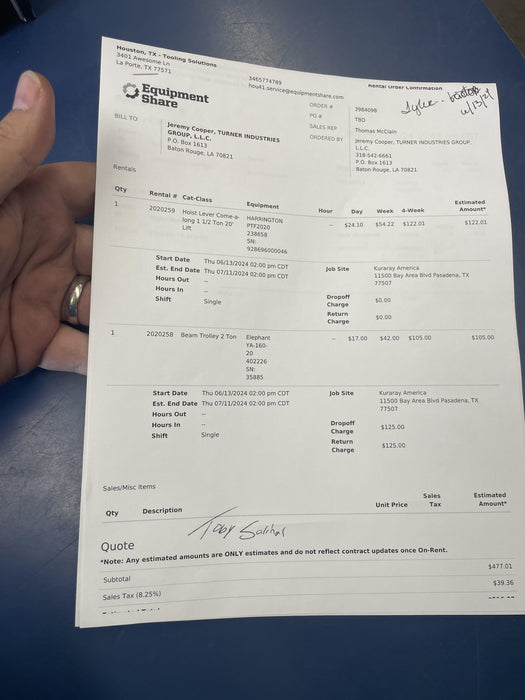 Houston, TX - Tooling Solutions
3401 Awesome Ln
La Porte, TX 77571
3465774789
hou41.service@equipmentshare.com
Rental Order Confirmation
Equipment
Share
ORDER # 3984098
PO # TBD
SALES REP Thomas McClain
ORDERED BY Jeremy Cooper, TURNER INDUSTRIES GROUP,
L.L.C.
318-542-6661
P.O. Box 1613
Baton Rouge, LA 70821
BILL TO
Jeremy Cooper, TURNER INDUSTRIES
GROUP, L.L.C.
P.O. Box 1613
Baton Rouge, LA 70821
Rentals
Qty Rental # Cat-Class Equipment Hour Day Week 4-Week Estimated
Amount*
1 2020259 Hoist Lever Come-a- HARRINGTON -- $24.10 $54.22 $122.01 $122.01
long 1 1/2 Ton 20' PTF2020
Lift 238658
SN:
928696000046
Start Date Thu 06/13/2024 02:00 pm CDT
Est. End Date Thu 07/11/2024 02:00 pm CDT
Hours Out --
Hours In --
Shift Single
Job Site Kuraray America
11500 Bay Area Blvd Pasadena, TX
77507
Dropoff $0.00
Charge
Return $0.00
Charge
1 2020258 Beam Trolley 2 Ton Elephant -- $17.00 $42.00 $105.00 $105.00
YA-160-
20
402226
SN:
35885
Start Date Thu 06/13/2024 02:00 pm CDT
Est. End Date Thu 07/11/2024 02:00 pm CDT
Hours Out --
Hours In --
Shift Single
Job Site Kuraray America
11500 Bay Area Blvd Pasadena, TX
77507
Dropoff $125.00
Charge
Return $125.00
Charge
Sales/Misc Items
Qty Description Unit Price Sales Estimated
Tax Amount*
Toby
Quote
*Note: Any estimated amounts are ONLY estimates and do not reflect contract updates once On-Rent.
Subtotal $477.01
Sales Tax (8.25%) $39.36